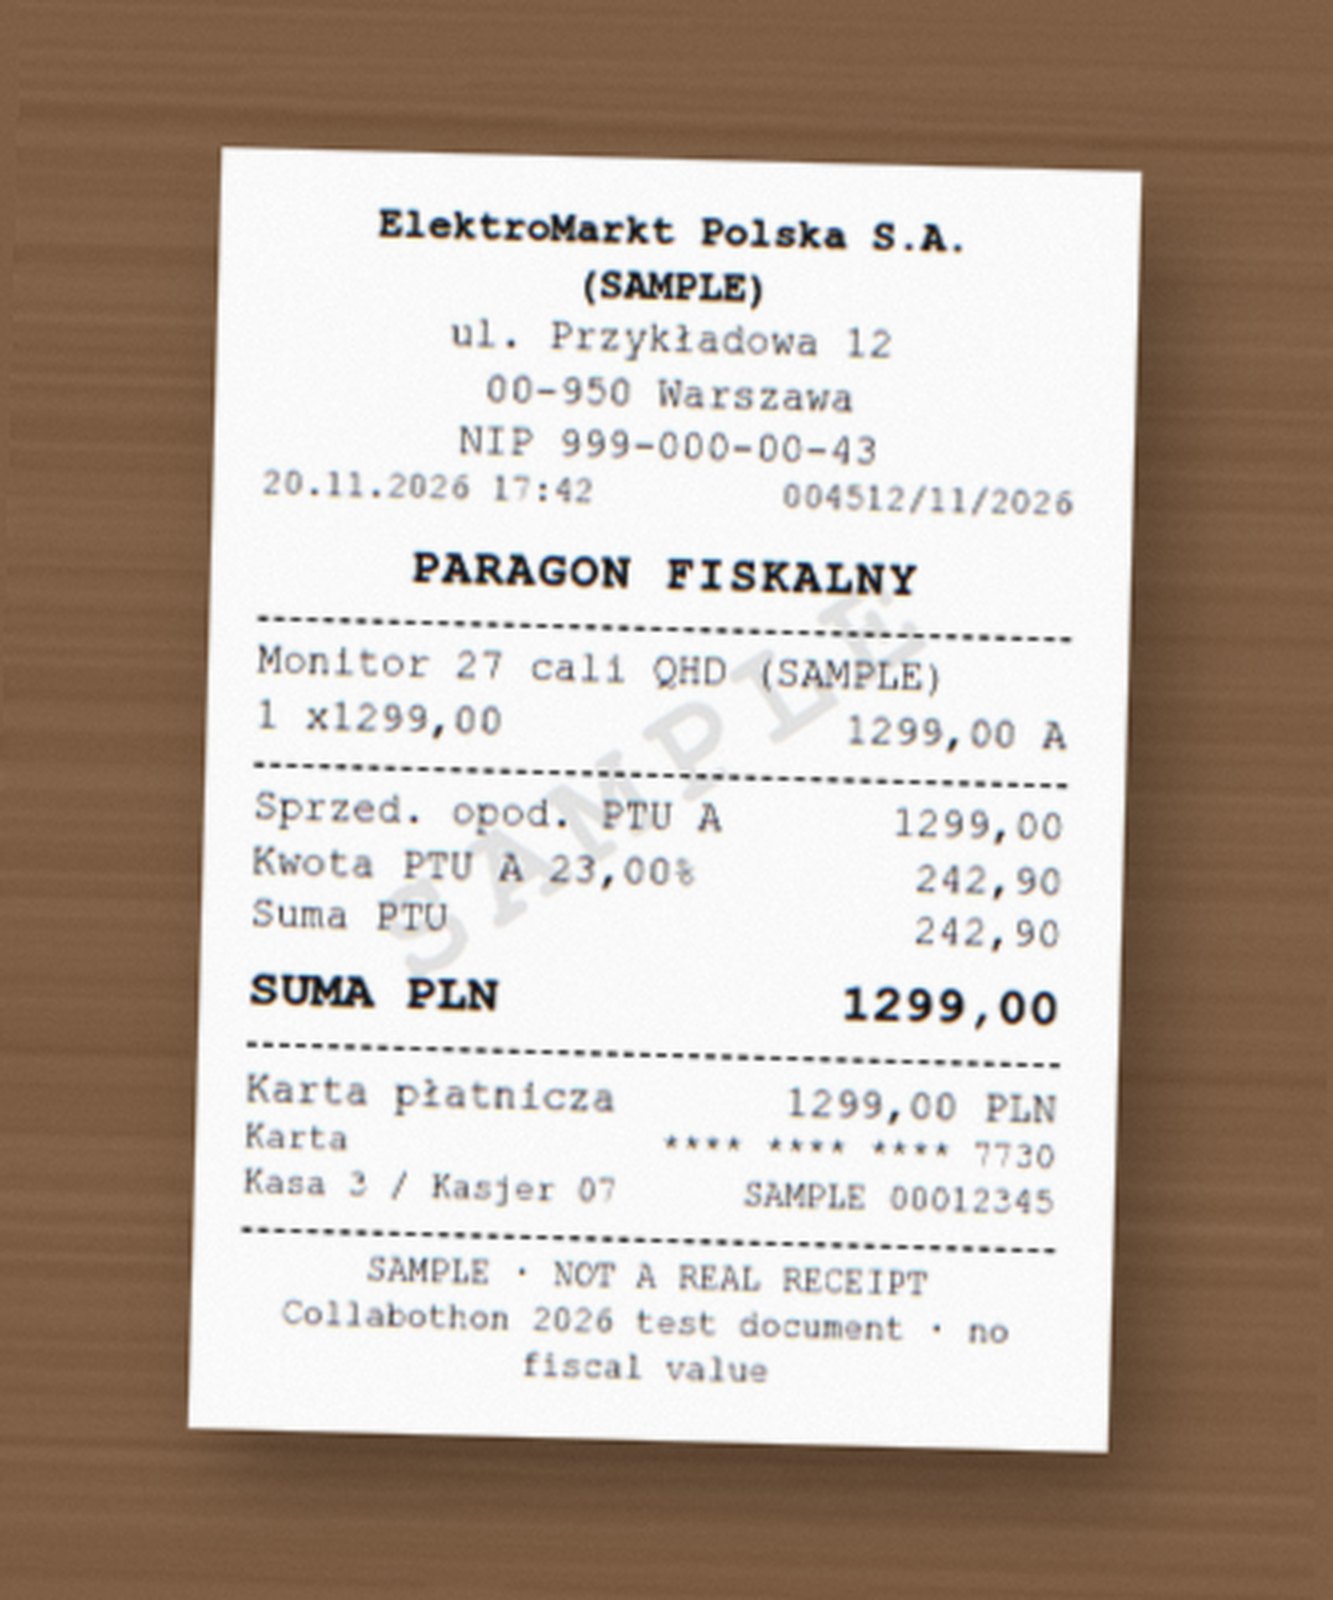 ElektroMarkt Polska S.A.
(SAMPLE)
ul. Przykładowa 12
00-950 Warszawa
NIP 999-000-00-43
20.11.2026 17:42 004512/11/2026
PARAGON FISKALNY
Monitor 27 cali QHD (SAMPLE)
1 x1299,00 1299,00 A
Sprzed. opod. PTU A 1299,00
Kwota PTU A 23,00% 242,90
Suma PTU 242,90
SUMA PLN 1299,00
Karta płatnicza 1299,00 PLN
Karta **** **** **** 7730
Kasa 3 / Kasjer 07 SAMPLE 00012345
SAMPLE · NOT A REAL RECEIPT
Collabothon 2026 test document · no
fiscal value
SAMPLE